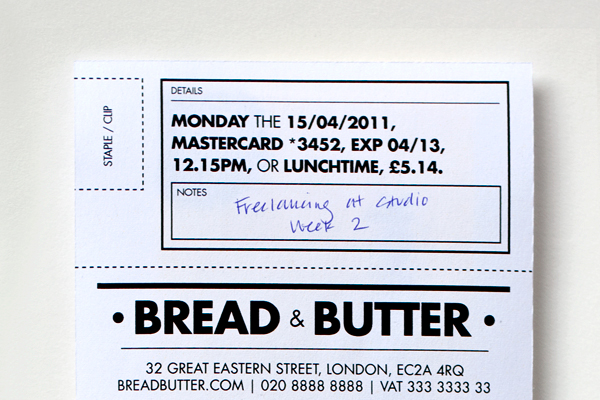 STAPLE / CLIP
DETAILS
MONDAY THE 15/04/2011,
MASTERCARD *3452, EXP 04/13,
12.15PM, OR LUNCHTIME, £5.14.
NOTES
Freelancing at studio
Week 2
• BREAD & BUTTER •
32 GREAT EASTERN STREET, LONDON, EC2A 4RQ
BREADBUTTER.COM | 020 8888 8888 | VAT 333 3333 33